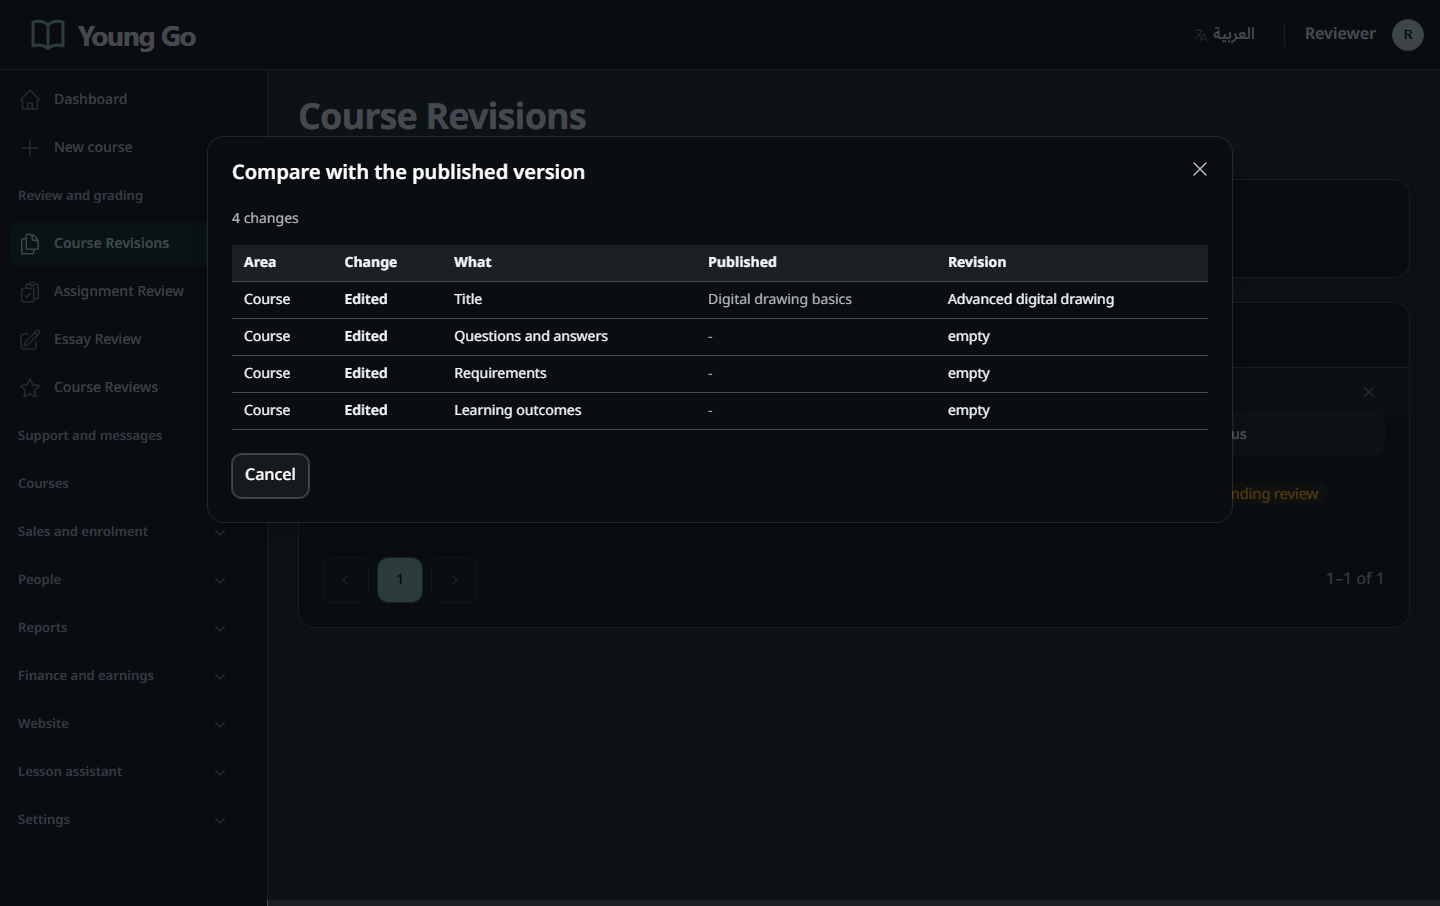 Young Go
العربية
Reviewer
R
Dashboard
New course
Review and grading
Course Revisions
Assignment Review
Essay Review
Course Reviews
Support and messages
Courses
Sales and enrolment
People
Reports
Finance and earnings
Website
Lesson assistant
Settings
Course Revisions
Compare with the published version
4 changes
Area Change What Published Revision
Course Edited Title Digital drawing basics Advanced digital drawing
Course Edited Questions and answers - empty
Course Edited Requirements - empty
Course Edited Learning outcomes - empty
Cancel
review
1
1–1 of 1